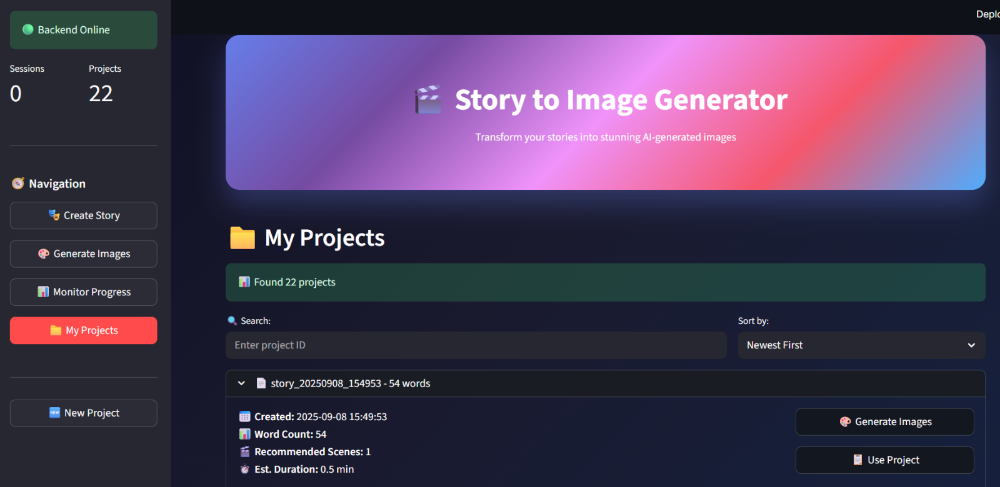 Backend Online
Sessions
Projects
0
22
Navigation
Create Story
Generate Images
Monitor Progress
My Projects
NEW New Project
Story to Image Generator
Transform your stories into stunning AI-generated images
My Projects
Found 22 projects
Search:
Enter project ID
Sort by:
Newest First
story_20250908_154953 - 54 words
Created: 2025-09-08 15:49:53
Word Count: 54
Recommended Scenes: 1
Est. Duration: 0.5 min
Generate Images
Use Project